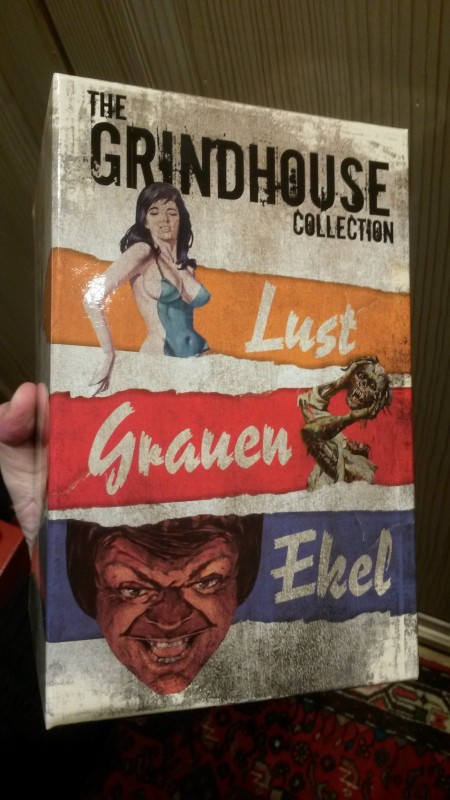 THE
GRINDHOUSE
COLLECTION
Lust
Grauen
Ekel